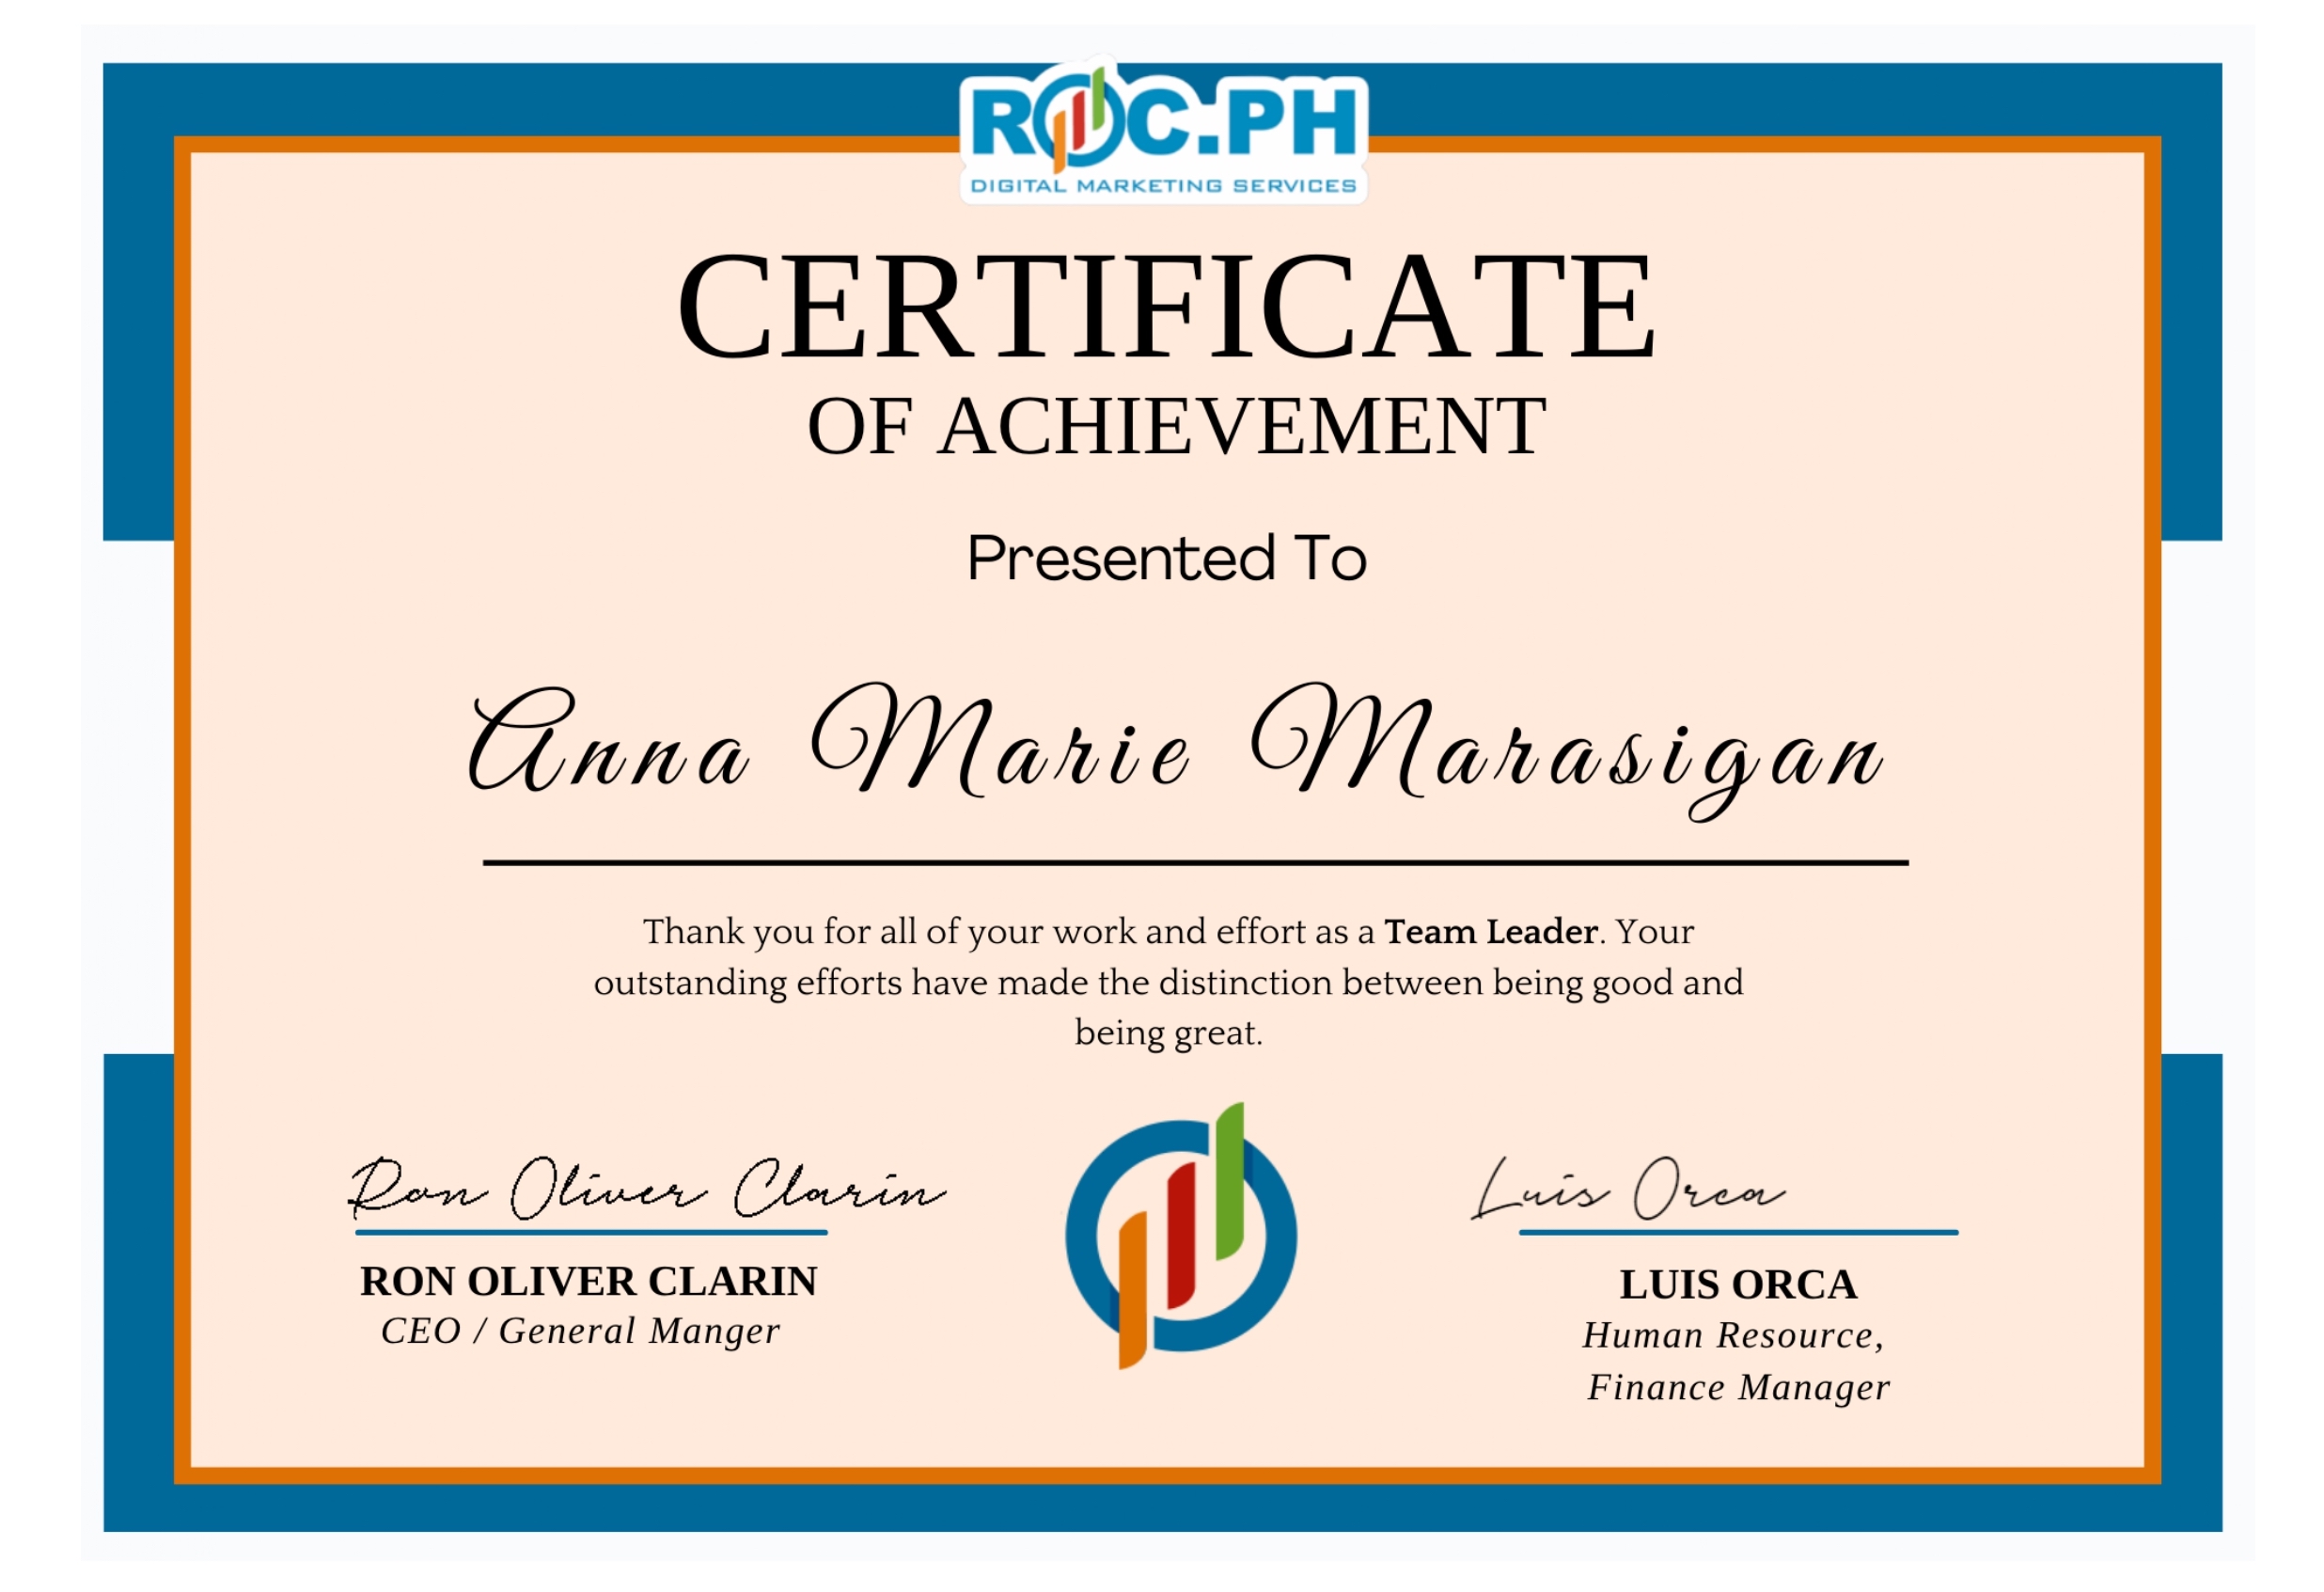 ROC.PH
DIGITAL MARKETING SERVICES
CERTIFICATE
OF ACHIEVEMENT
Presented To
Anna Marie Marasigan
Thank you for all of your work and effort as a Team Leader. Your
outstanding efforts have made the distinction between being good and
being great.
Ron Oliver Clarin
RON OLIVER CLARIN
CEO / General Manger
Luis Orca
LUIS ORCA
Human Resource,
Finance Manager